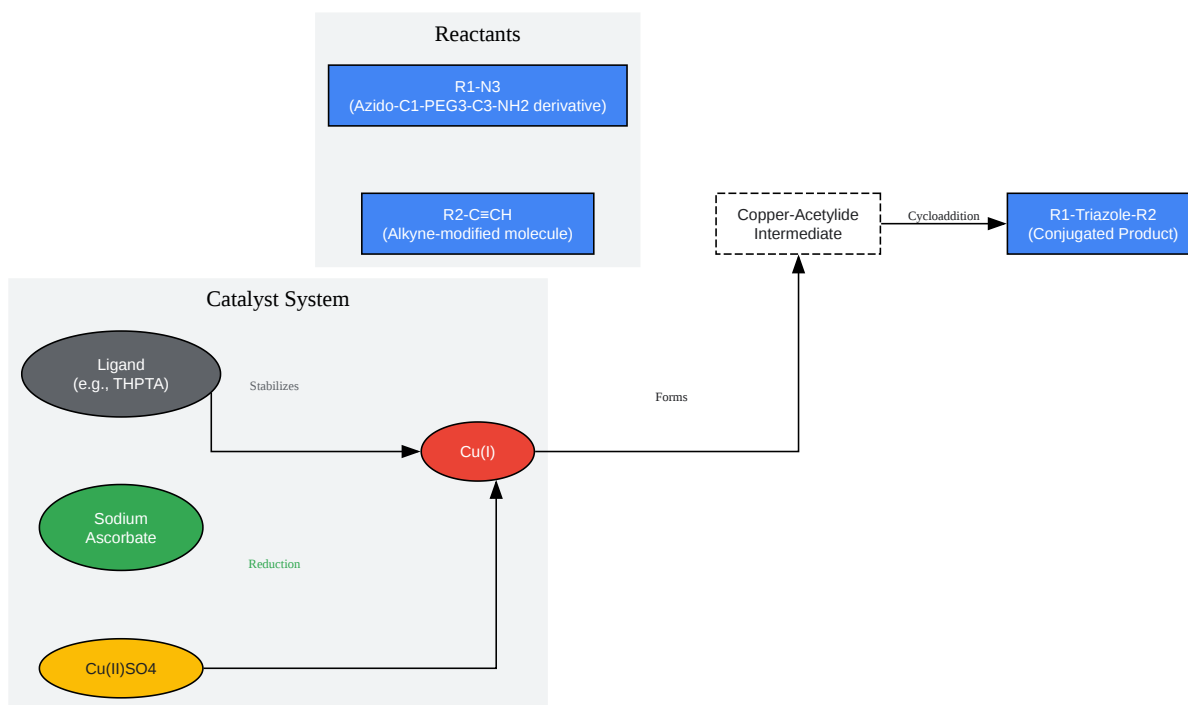 Reactants
R1-N3
(Azido-C1-PEG3-C3-NH2 derivative)
R2-C≡CH
(Alkyne-modified molecule)
Copper-Acetylide
Intermediate
Cycloaddition
R1-Triazole-R2
(Conjugated Product)
Catalyst System
Ligand
(e.g., THPTA)
Stabilizes
Forms
Cu(I)
Sodium
Ascorbate
Reduction
Cu(II)SO4